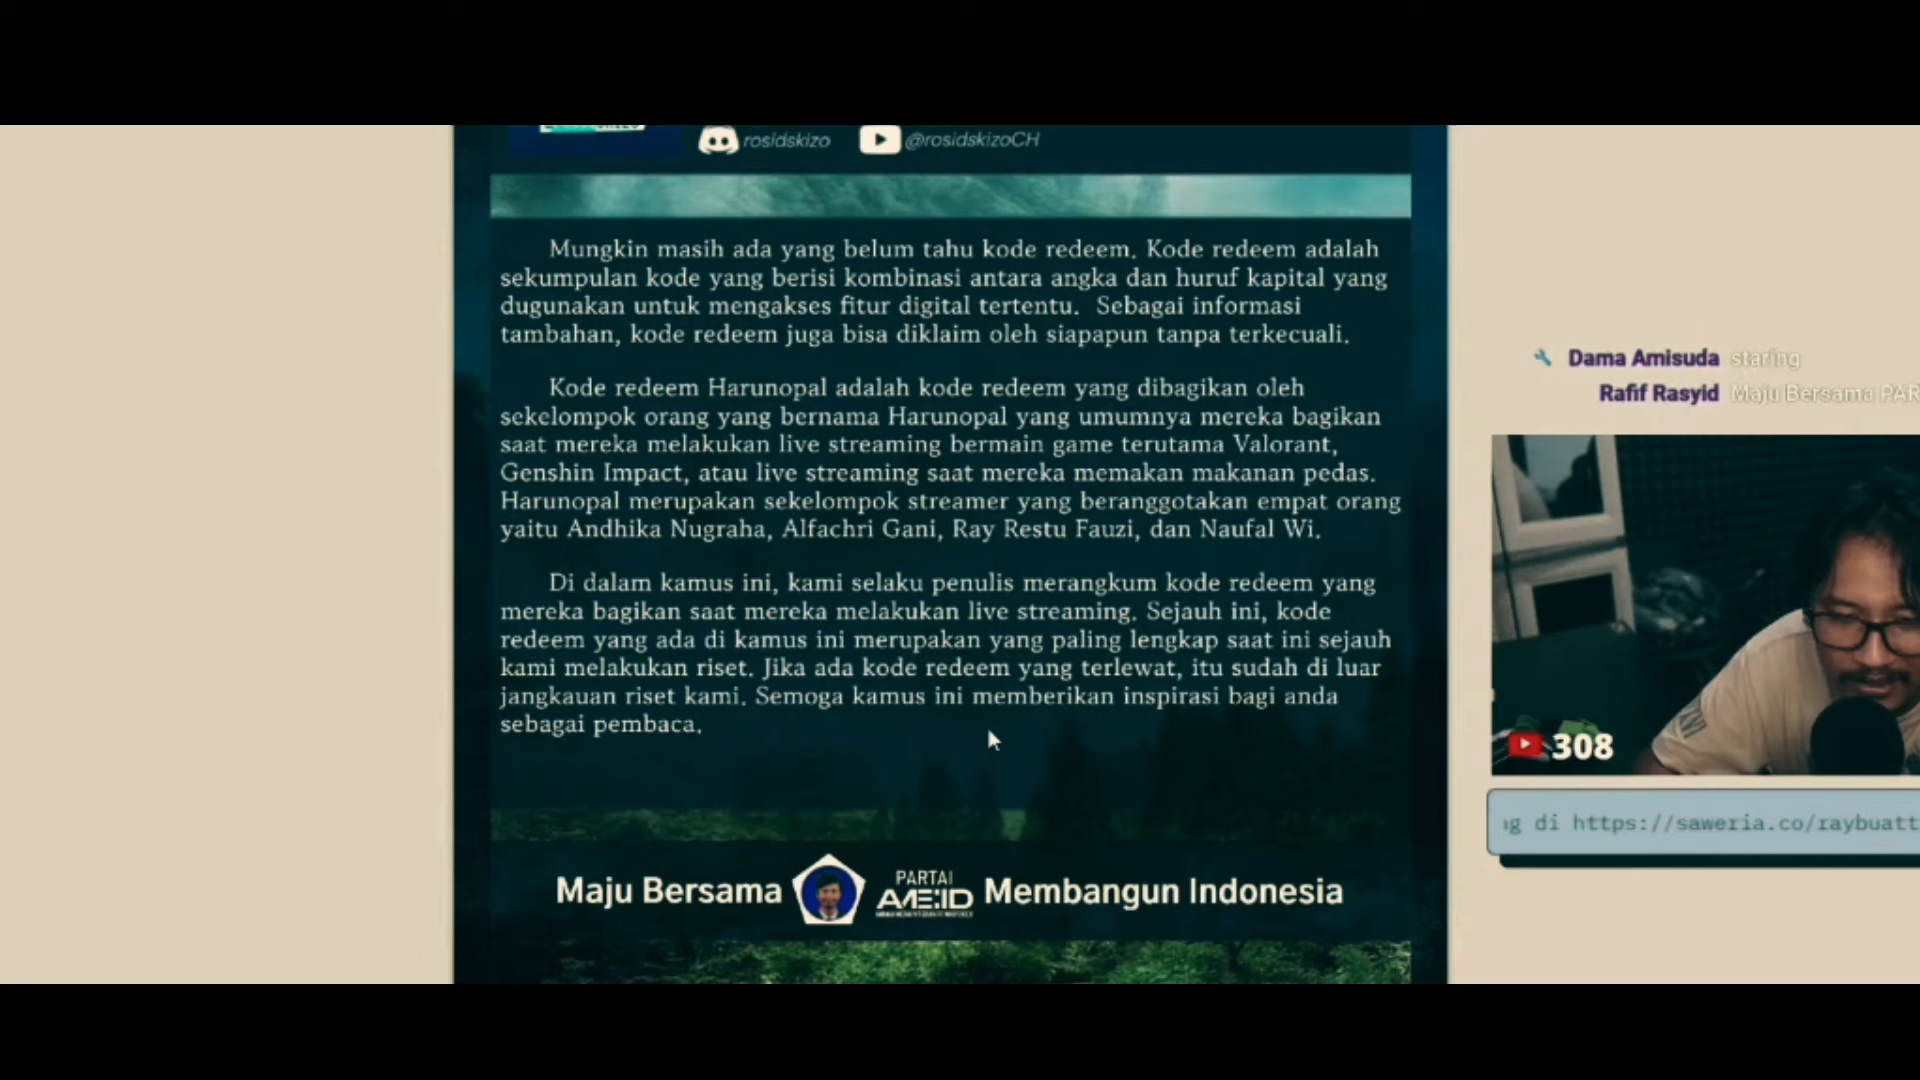 rosidskizo @rosidskizoCH
Mungkin masih ada yang belum tahu kode redeem. Kode redeem adalah
sekumpulan kode yang berisi kombinasi antara angka dan huruf kapital yang
dugunakan untuk mengakses fitur digital tertentu. Sebagai informasi
tambahan, kode redeem juga bisa diklaim oleh siapapun tanpa terkecuali.
Kode redeem Harunopal adalah kode redeem yang dibagikan oleh
sekelompok orang yang bernama Harunopal yang umumnya mereka bagikan
saat mereka melakukan live streaming bermain game terutama Valorant,
Genshin Impact, atau live streaming saat mereka memakan makanan pedas.
Harunopal merupakan sekelompok streamer yang beranggotakan empat orang
yaitu Andhika Nugraha, Alfachri Gani, Ray Restu Fauzi, dan Naufal Wi.
Di dalam kamus ini, kami selaku penulis merangkum kode redeem yang
mereka bagikan saat mereka melakukan live streaming. Sejauh ini, kode
redeem yang ada di kamus ini merupakan yang paling lengkap saat ini sejauh
kami melakukan riset. Jika ada kode redeem yang terlewat, itu sudah di luar
jangkauan riset kami. Semoga kamus ini memberikan inspirasi bagi anda
sebagai pembaca.
Maju Bersama PARTAI AMEID Membangun Indonesia
Dama Amisuda staring
Rafif Rasyid Maju Bersama PAR
308
g di https://saweria.co/raybuatt